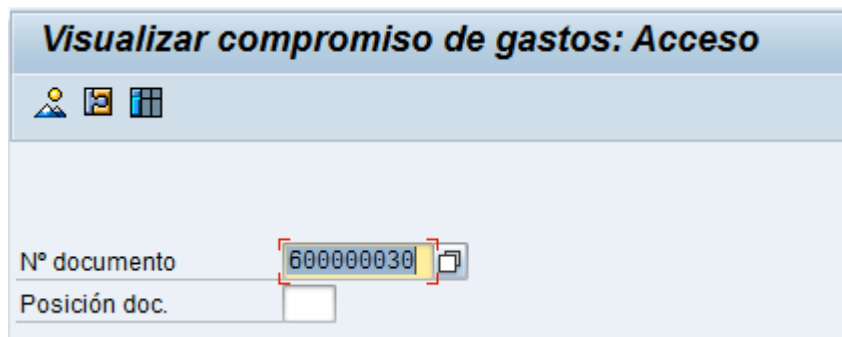 Visualizar compromiso de gastos: Acceso
Nº documento 600000030
Posición doc.